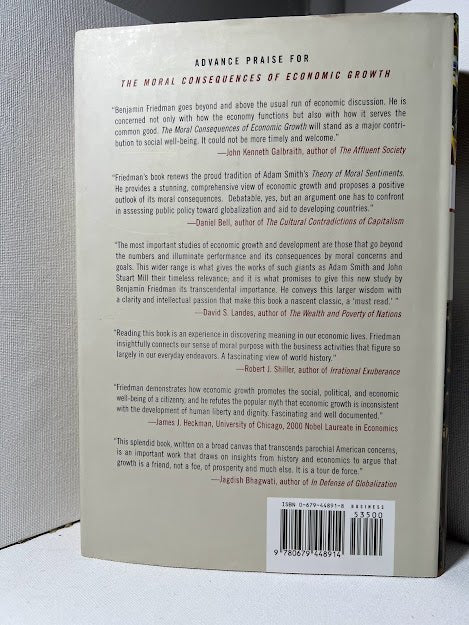 ADVANCE PRAISE FOR
THE MORAL CONSEQUENCES OF ECONOMIC GROWTH
"Benjamin Friedman goes beyond and above the usual run of economic discussion. He is
concerned not only with how the economy functions but also with how it serves the
common good. The Moral Consequences of Economic Growth will stand as a major contri-
bution to social well-being. It could not be more timely and welcome."
—John Kenneth Galbraith, author of The Affluent Society
"Friedman's book renews the proud tradition of Adam Smith's Theory of Moral Sentiments.
He provides a stunning, comprehensive view of economic growth and proposes a positive
outlook of its moral consequences. Debatable, yes, but an argument one has to confront
in assessing public policy toward globalization and aid to developing countries."
—Daniel Bell, author of The Cultural Contradictions of Capitalism
"The most important studies of economic growth and development are those that go beyond
the numbers and illuminate performance and its consequences by moral concerns and
goals. This wider range is what gives the works of such giants as Adam Smith and John
Stuart Mill their timeless relevance; and it is what promises to give this new study by
Benjamin Friedman its transcendental importance. He conveys this larger wisdom with
a clarity and intellectual passion that make this book a nascent classic, a 'must read.' "
—David S. Landes, author of The Wealth and Poverty of Nations
"Reading this book is an experience in discovering meaning in our economic lives. Friedman
insightfully connects our sense of moral purpose with the business activities that figure so
largely in our everyday endeavors. A fascinating view of world history."
—Robert J. Shiller, author of Irrational Exuberance
"Friedman demonstrates how economic growth promotes the social, political, and economic
well-being of a citizenry, and he refutes the popular myth that economic growth is inconsistent
with the development of human liberty and dignity. Fascinating and well documented."
—James J. Heckman, University of Chicago, 2000 Nobel Laureate in Economics
"This splendid book, written on a broad canvas that transcends parochial American concerns,
is an important work that draws on insights from history and economics to argue that
growth is a friend, not a foe, of prosperity and much else. It is a tour de force."
—Jagdish Bhagwati, author of In Defense of Globalization
ISBN 0-679-44891-8 BUSINESS
53500
9 780679 448914